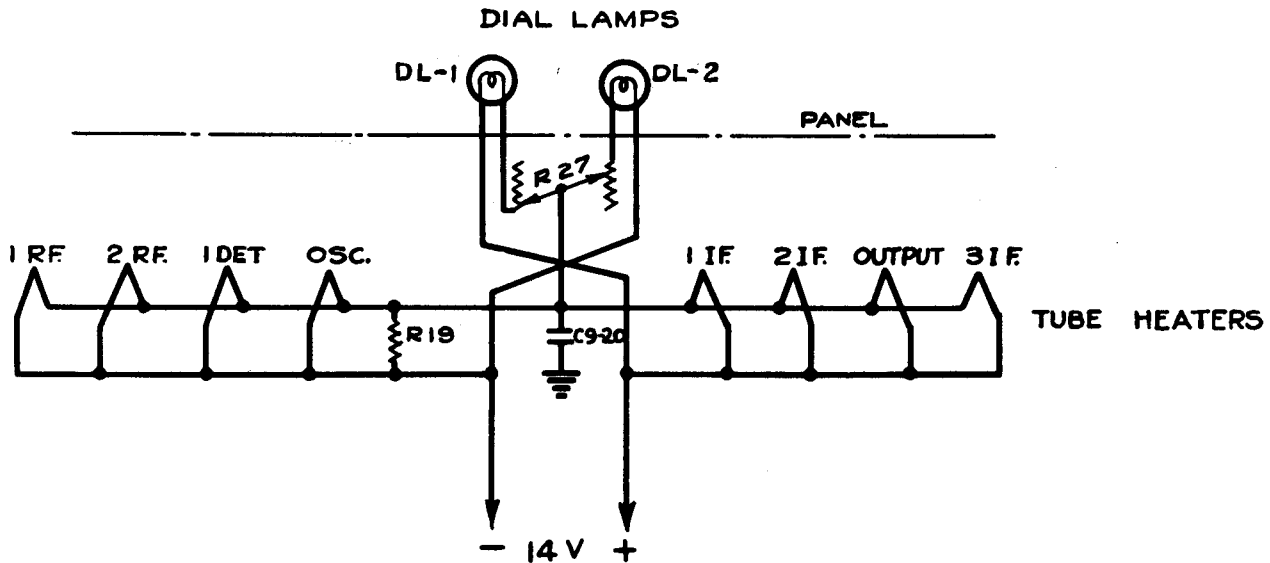 DIAL LAMPS
DL-1
DL-2
PANEL
R 27
1 RF.
2 RF.
1 DET
OSC.
1 IF.
2 IF.
OUTPUT
3 IF.
R19
C9-20
TUBE HEATERS
− 14 V +